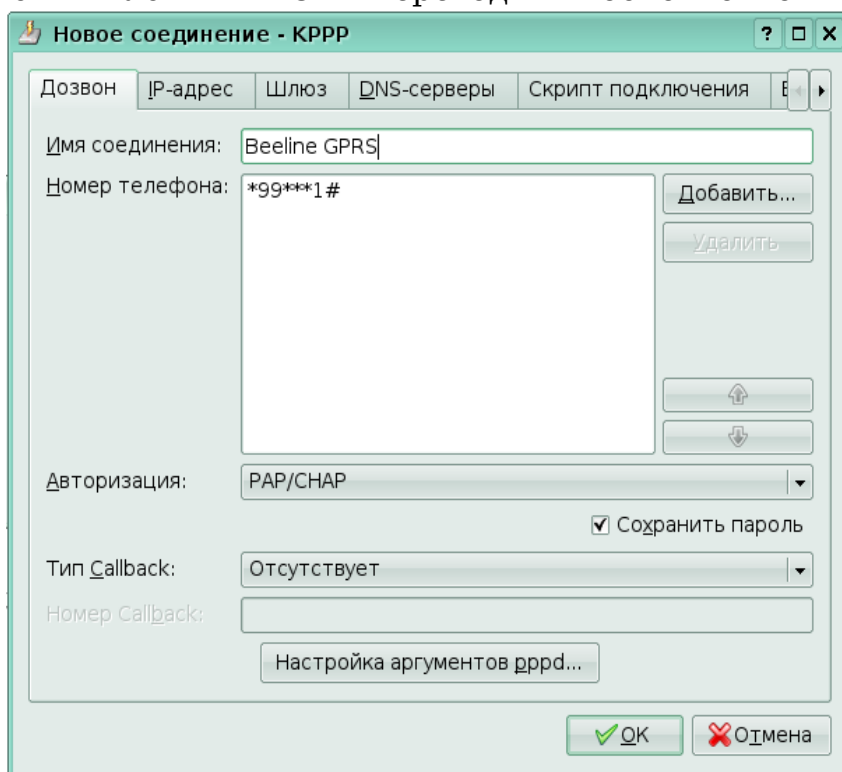 Новое соединение - KPPP
Дозвон IP-адрес Шлюз DNS-серверы Скрипт подключения
Имя соединения: Beeline GPRS
Номер телефона: *99***1#
Добавить...
Удалить
Авторизация: PAP/CHAP
Сохранить пароль
Тип Callback: Отсутствует
Номер Callback:
Настройка аргументов pppd...
OK Отмена